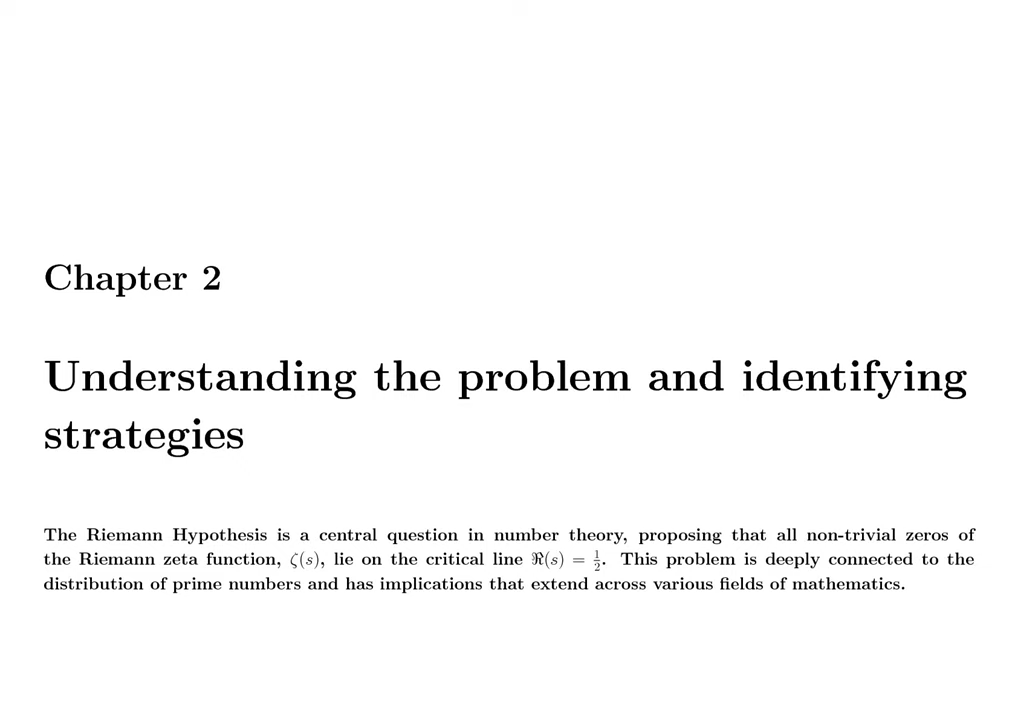 Chapter 2
Understanding the problem and identifying
strategies
The Riemann Hypothesis is a central question in number theory, proposing that all non-trivial zeros of
the Riemann zeta function, ζ(s), lie on the critical line ℜ(s) = 1/2. This problem is deeply connected to the
distribution of prime numbers and has implications that extend across various fields of mathematics.